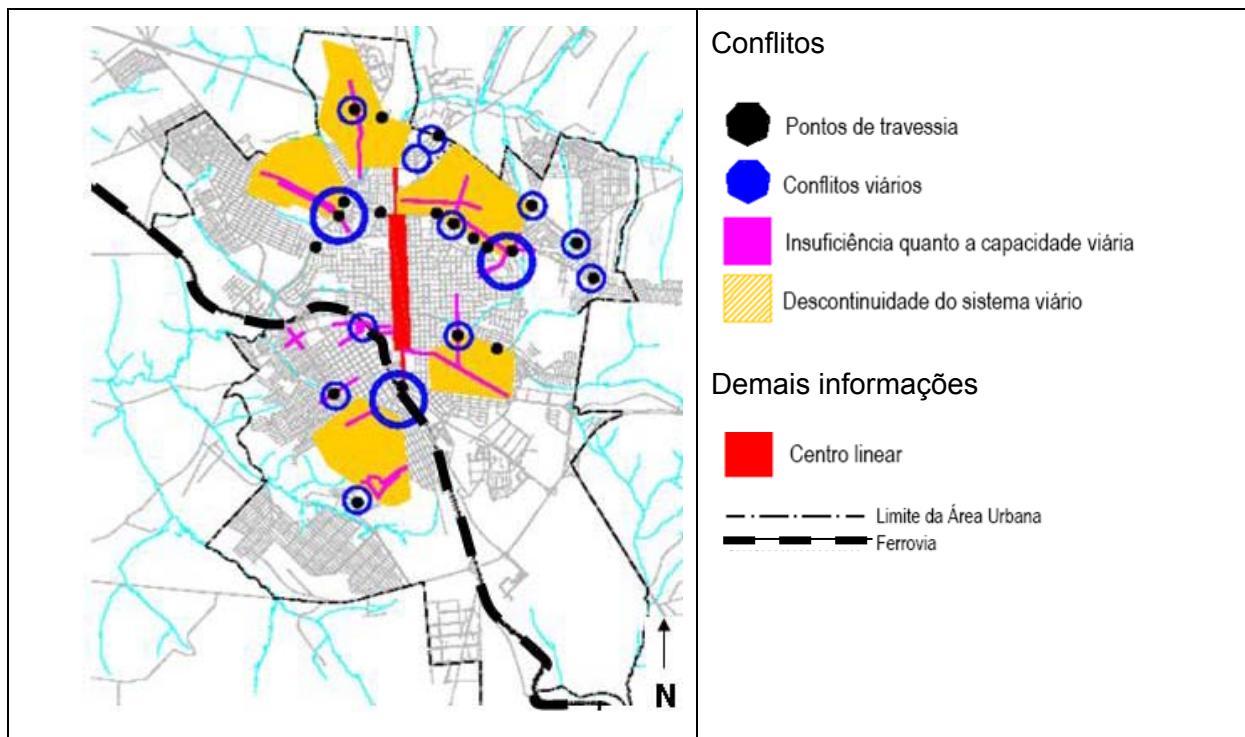 Conflitos
Pontos de travessia
Conflitos viários
Insuficiência quanto a capacidade viária
Descontinuidade do sistema viário
Demais informações
Centro linear
Limite da Área Urbana
Ferrovia
N